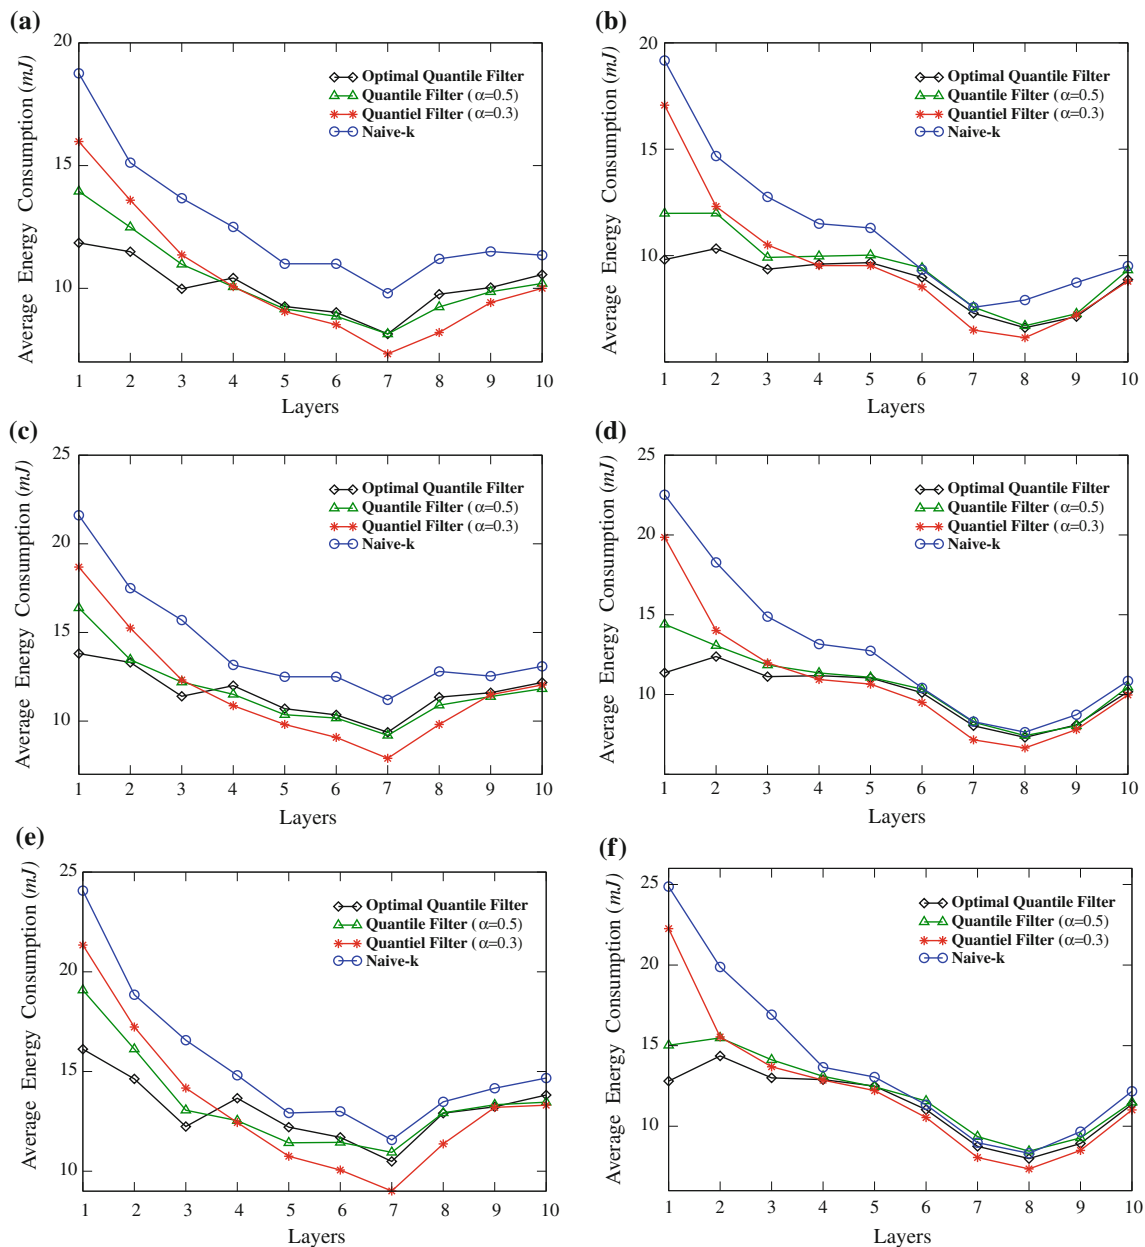 (a)
20
15
10
Average Energy Consumption (mJ)
Optimal Quantile Filter
Quantile Filter (α=0.5)
Quantiel Filter (α=0.3)
Naive-k
1 2 3 4 5 6 7 8 9 10
Layers
(b)
20
15
10
Average Energy Consumption (mJ)
Optimal Quantile Filter
Quantile Filter (α=0.5)
Quantiel Filter (α=0.3)
Naive-k
1 2 3 4 5 6 7 8 9 10
Layers
(c)
25
20
15
10
Average Energy Consumption (mJ)
Optimal Quantile Filter
Quantile Filter (α=0.5)
Quantiel Filter (α=0.3)
Naive-k
1 2 3 4 5 6 7 8 9 10
Layers
(d)
25
20
15
10
Average Energy Consumption (mJ)
Optimal Quantile Filter
Quantile Filter (α=0.5)
Quantiel Filter (α=0.3)
Naive-k
1 2 3 4 5 6 7 8 9 10
Layers
(e)
25
20
15
10
Average Energy Consumption (mJ)
Optimal Quantile Filter
Quantile Filter (α=0.5)
Quantiel Filter (α=0.3)
Naive-k
1 2 3 4 5 6 7 8 9 10
Layers
(f)
25
20
15
10
Average Energy Consumption (mJ)
Optimal Quantile Filter
Quantile Filter (α=0.5)
Quantiel Filter (α=0.3)
Naive-k
1 2 3 4 5 6 7 8 9 10
Layers